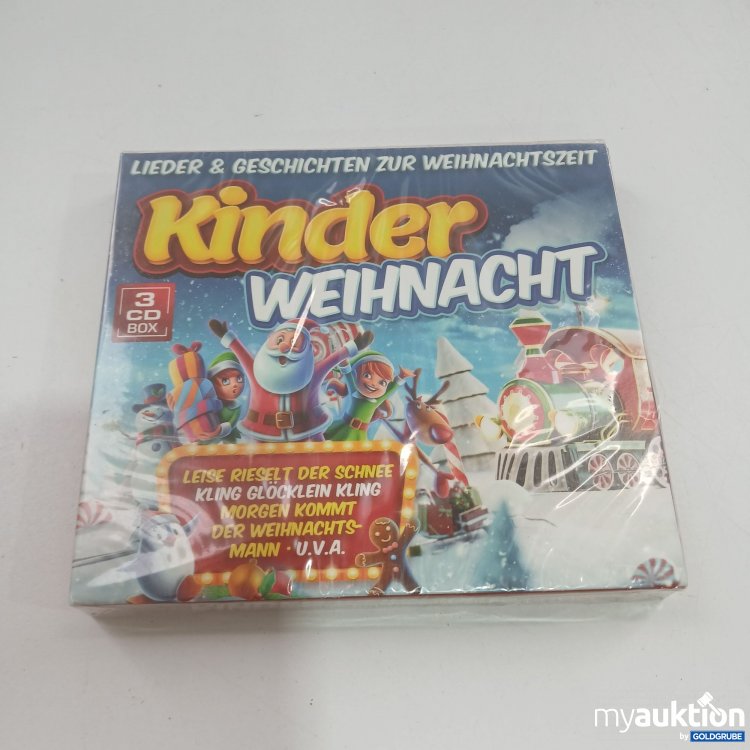 LIEDER & GESCHICHTEN ZUR WEIHNACHTSZEIT
Kinder
WEIHNACHT
3
CD
BOX
LEISE RIESELT DER SCHNEE
KLING GLÖCKLEIN KLING
MORGEN KOMMT
DER WEIHNACHTS-
MANN · U.V.A.
myauktion
by GOLDGRUBE